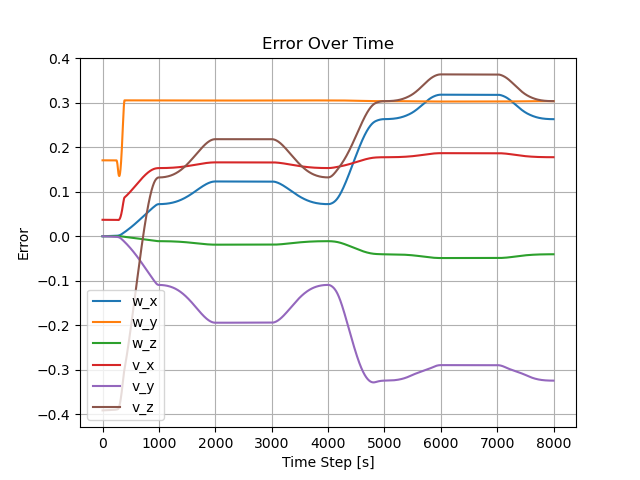 Error Over Time
0.4
0.3
0.2
0.1
0.0
−0.1
−0.2
−0.3
−0.4
Error
w_x
w_y
w_z
v_x
v_y
v_z
0 1000 2000 3000 4000 5000 6000 7000 8000
Time Step [s]